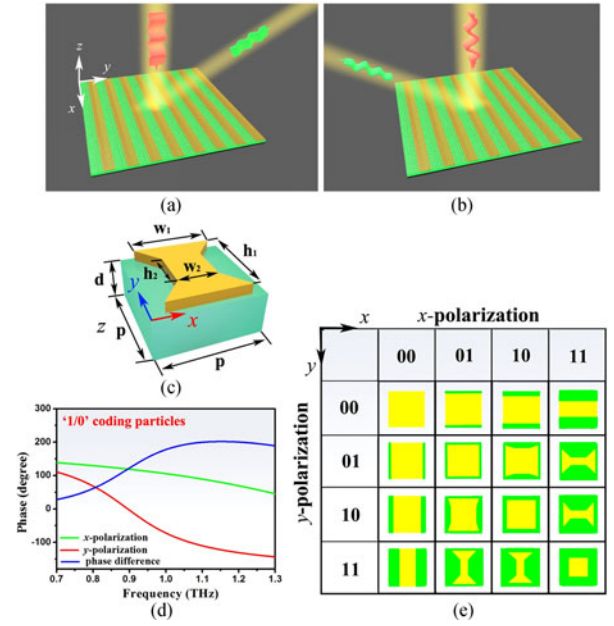 z
y
x
(a)
(b)
w₁
h₁
h₂
w₂
d
y
x
z
p
p
(c)
300
200
100
0
-100
Phase (degree)
'1/0' coding particles
x-polarization
y-polarization
phase difference
0.7 0.8 0.9 1.0 1.1 1.2 1.3
Frequency (THz)
(d)
x
x-polarization
y
00 01 10 11
y-polarization
00
01
10
11
(e)